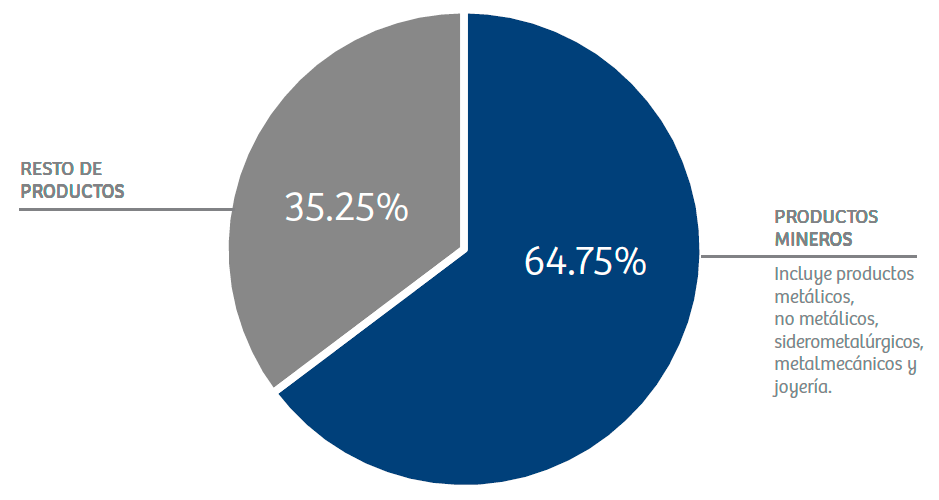 RESTO DE
PRODUCTOS
35.25%
64.75%
PRODUCTOS
MINEROS
Incluye productos
metálicos,
no metálicos,
siderometalúrgicos,
metalmecánicos y
joyería.